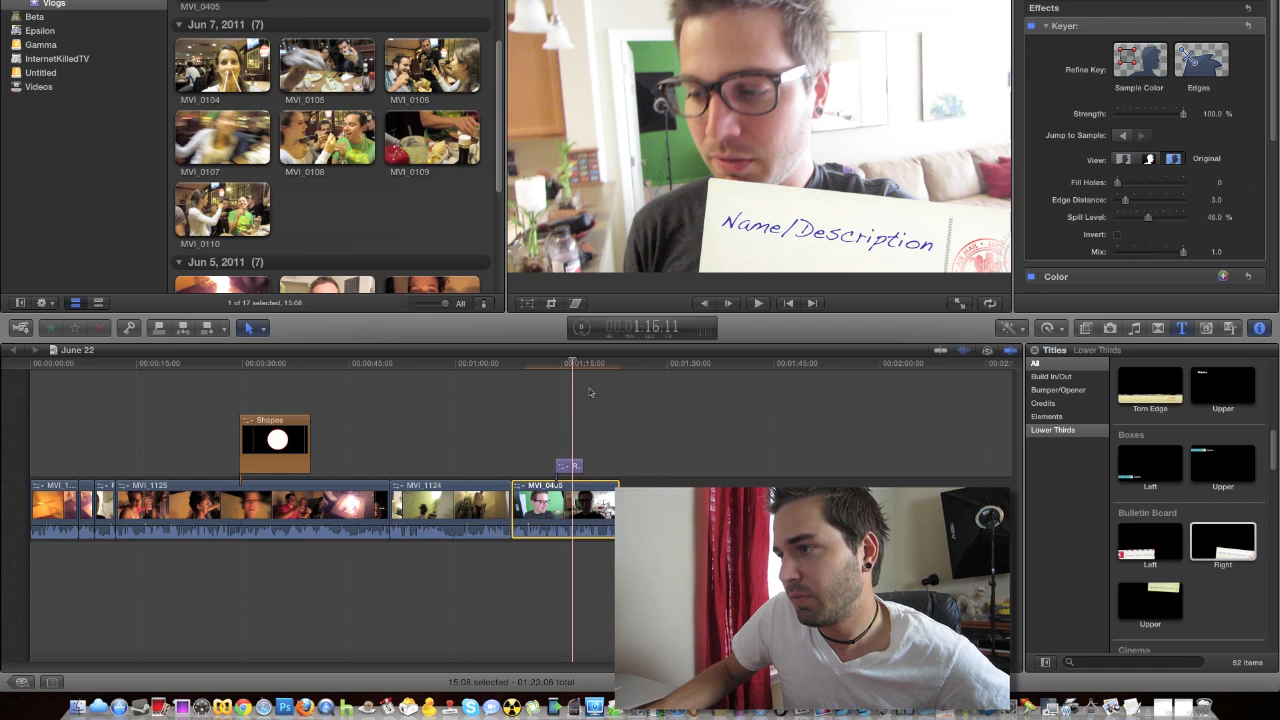 Vlogs
Beta
Epsilon
Gamma
InternetKilledTV
Untitled
Videos
MVI_0405
Jun 7, 2011 (7)
MVI_0104
MVI_0105
MVI_0106
MVI_0107
MVI_0108
MVI_0109
MVI_0110
Jun 5, 2011 (7)
1 of 17 selected, 15:08
All
Name/Description
Effects
Keyer:
Refine Key:
Sample Color
Edges
Strength:
100.0 %
Jump to Sample:
View:
Original
Fill Holes:
0
Edge Distance:
3.0
Spill Level:
46.0 %
Invert:
Mix:
1.0
Color
1:16:11
June 22
00:00:00:00
00:00:15:00
00:00:30:00
00:00:45:00
00:01:00:00
00:01:15:00
00:01:30:00
00:01:45:00
00:02:00:00
Shapes
MVI_1...
MVI_1125
MVI_1124
MVI_0405
15:08 selected - 01:23:06 total
Titles
Lower Thirds
All
Build In/Out
Bumper/Opener
Credits
Elements
Lower Thirds
Torn Edge
Upper
Boxes
Left
Upper
Bulletin Board
Left
Right
Upper
Cinema
52 items